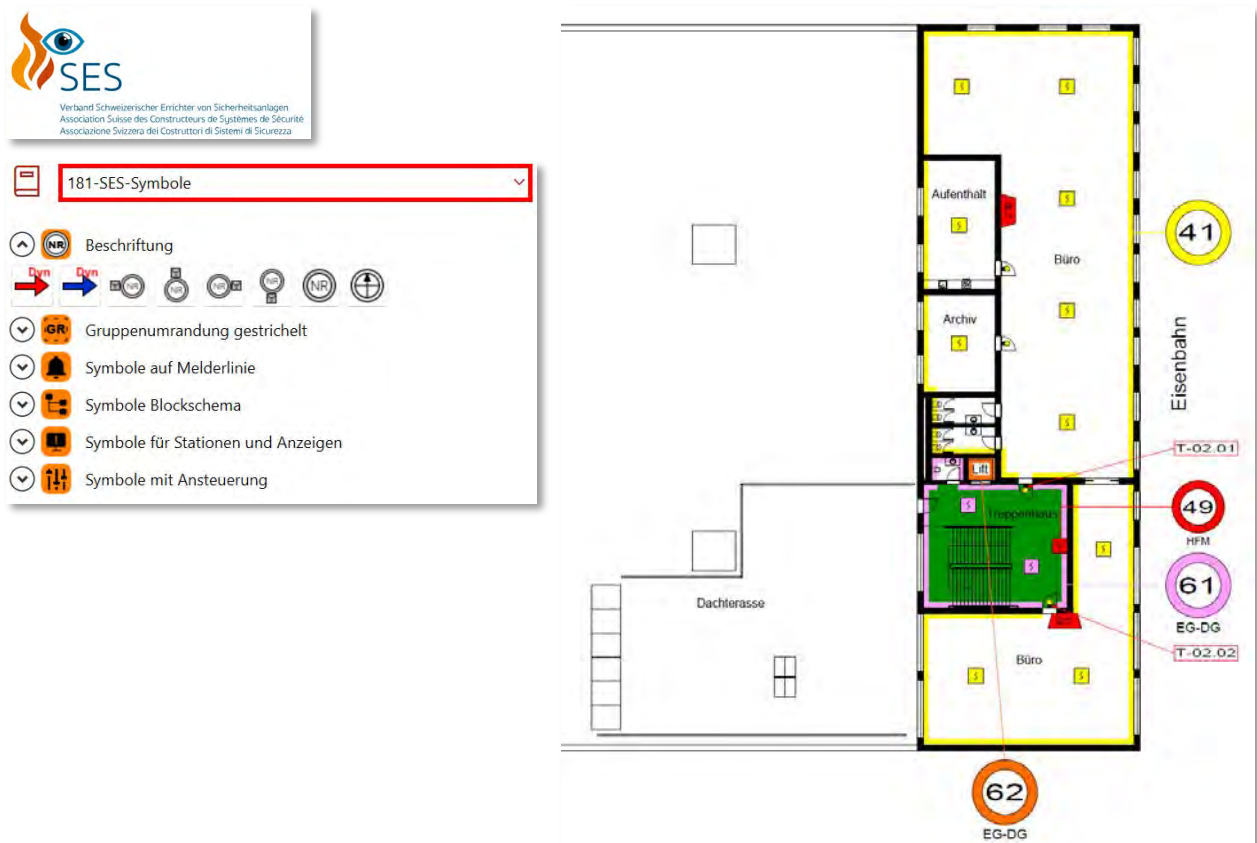 SES
Verband Schweizerischer Errichter von Sicherheitsanlagen
Association Suisse des Constructeurs de Systèmes de Sécurité
Associazione Svizzera dei Costruttori di Sistemi di Sicurezza
181-SES-Symbole
NR Beschriftung
Dyn Dyn NR NR NR NR NR
GR Gruppenumrandung gestrichelt
Symbole auf Melderlinie
Symbole Blockschema
Symbole für Stationen und Anzeigen
Symbole mit Ansteuerung
Aufenthalt
41
Büro
Archiv
Eisenbahn
T-02.01
Lift
49
Treppenhaus
HFM
61
Dachterasse
EG-DG
T-02.02
Büro
62
EG-DG